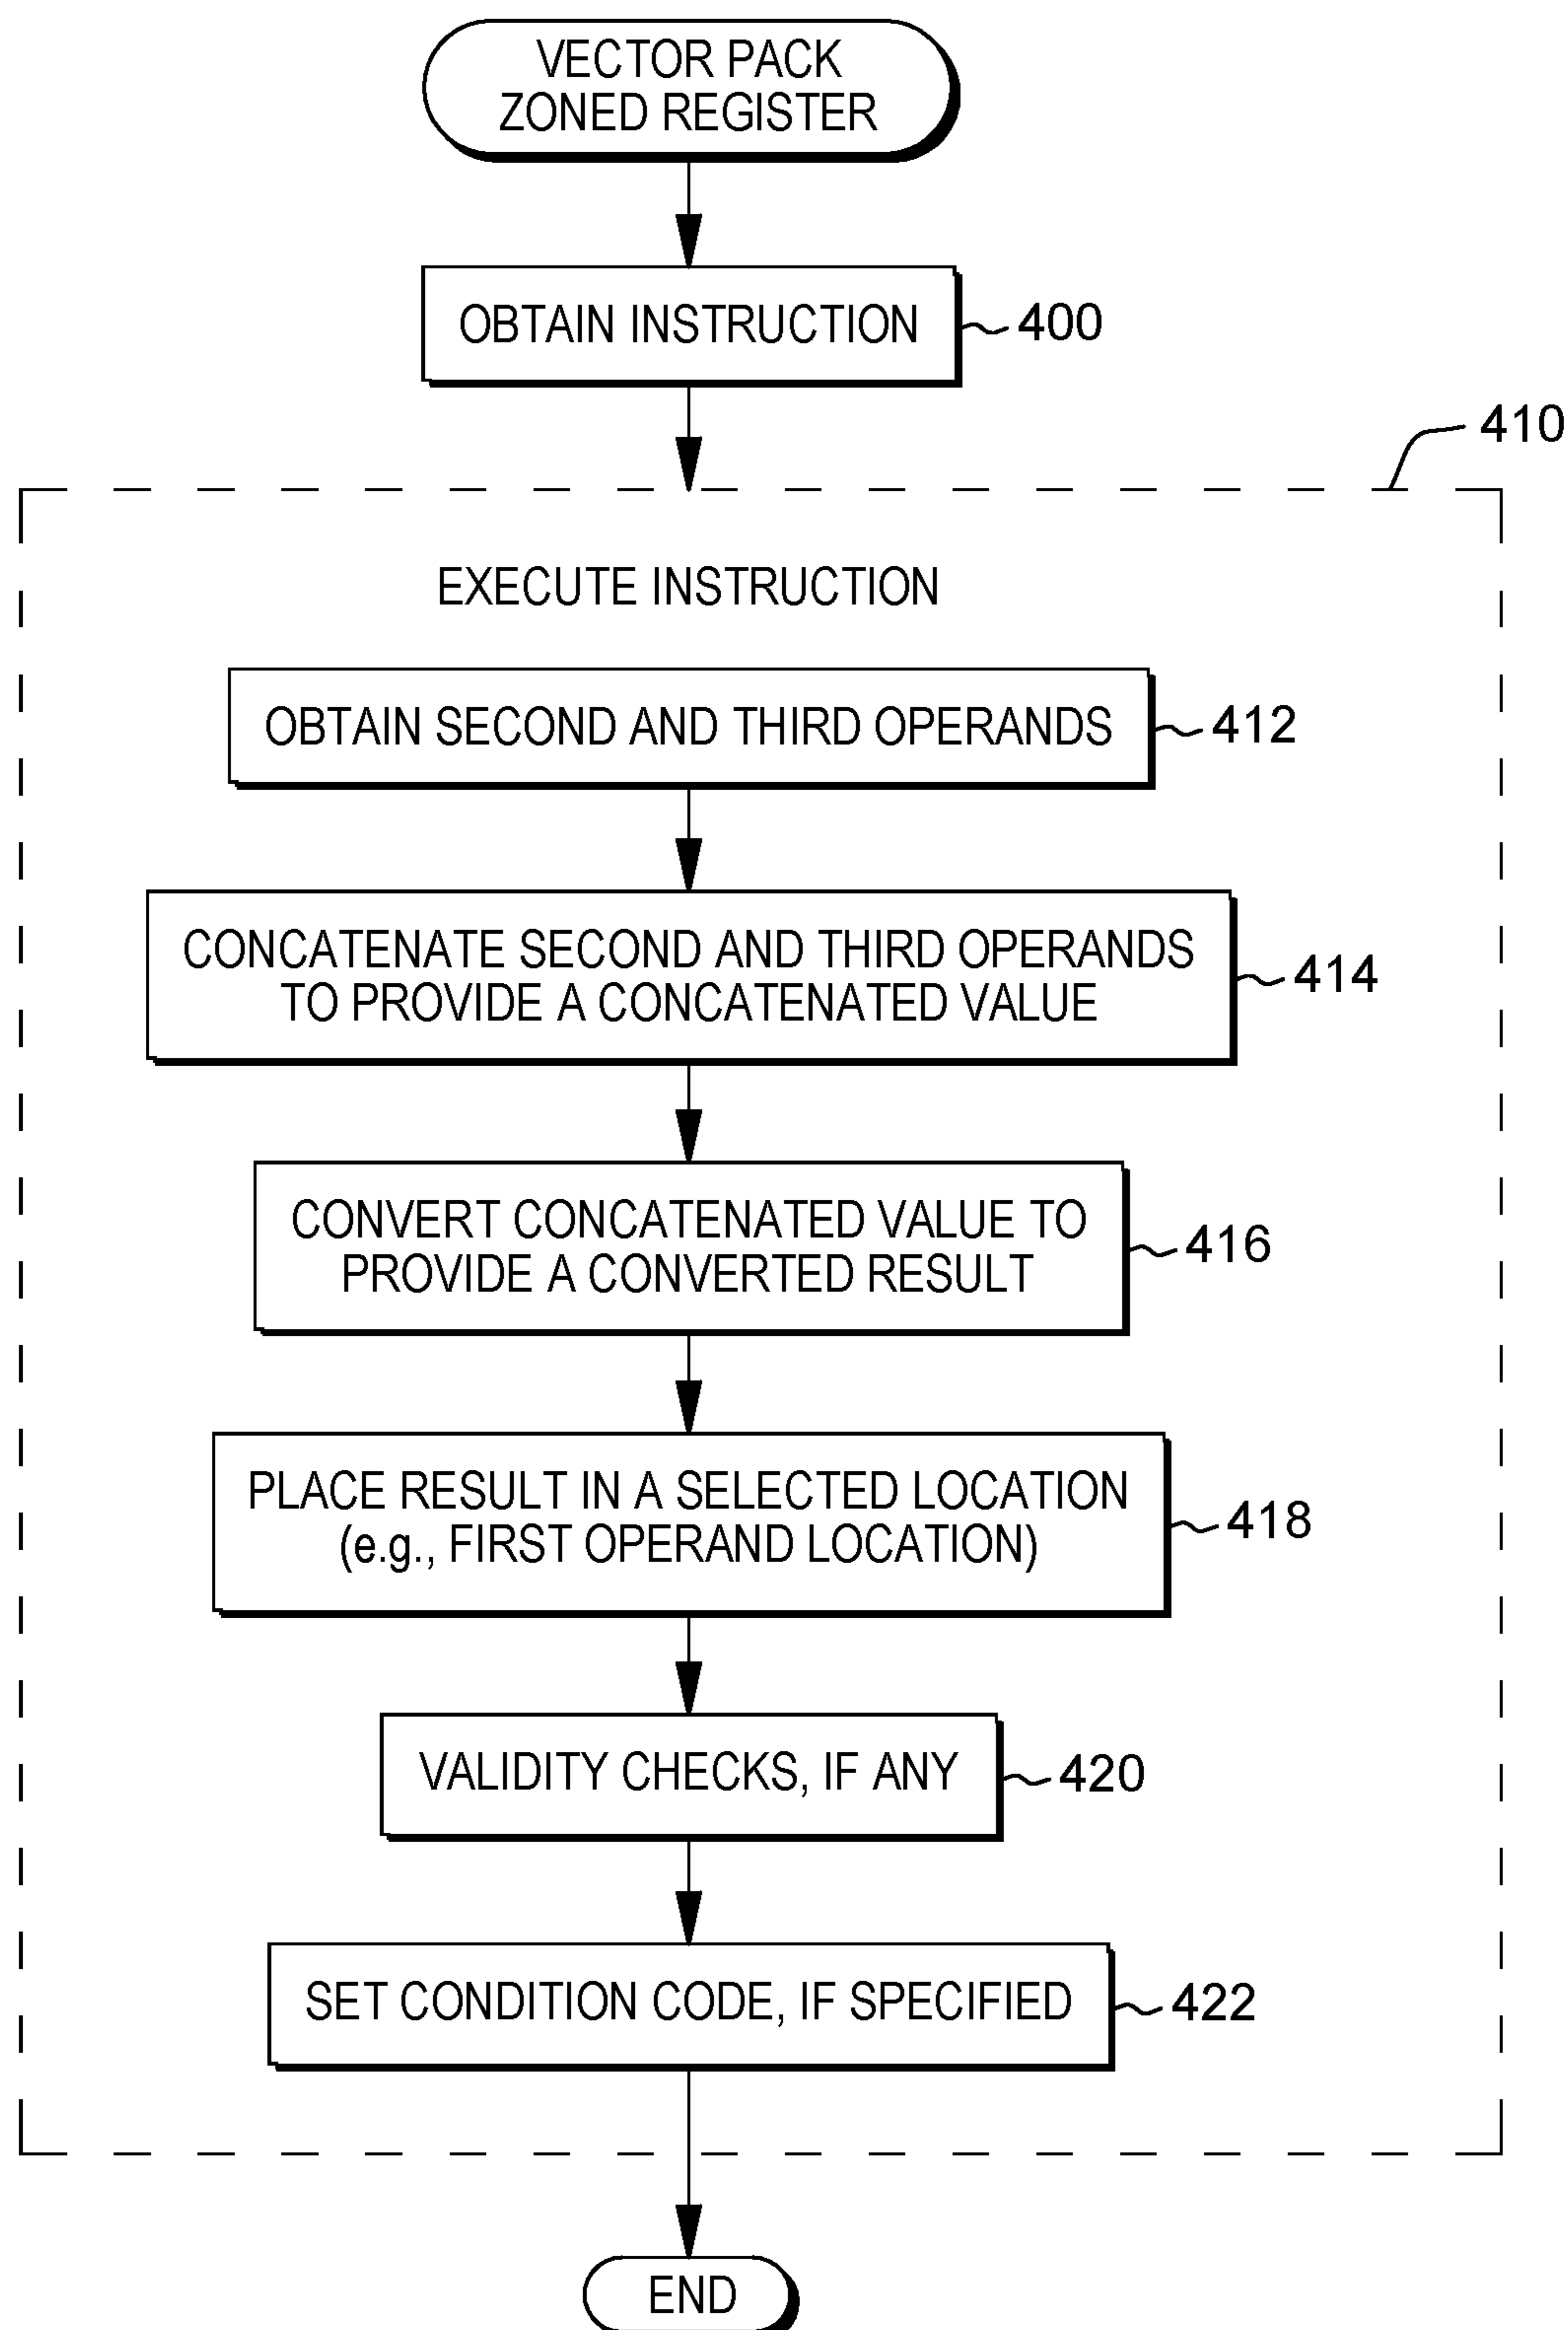 VECTOR PACK
ZONED REGISTER
OBTAIN INSTRUCTION
400
410
EXECUTE INSTRUCTION
OBTAIN SECOND AND THIRD OPERANDS
412
CONCATENATE SECOND AND THIRD OPERANDS
TO PROVIDE A CONCATENATED VALUE
414
CONVERT CONCATENATED VALUE TO
PROVIDE A CONVERTED RESULT
416
PLACE RESULT IN A SELECTED LOCATION
(e.g., FIRST OPERAND LOCATION)
418
VALIDITY CHECKS, IF ANY
420
SET CONDITION CODE, IF SPECIFIED
422
END